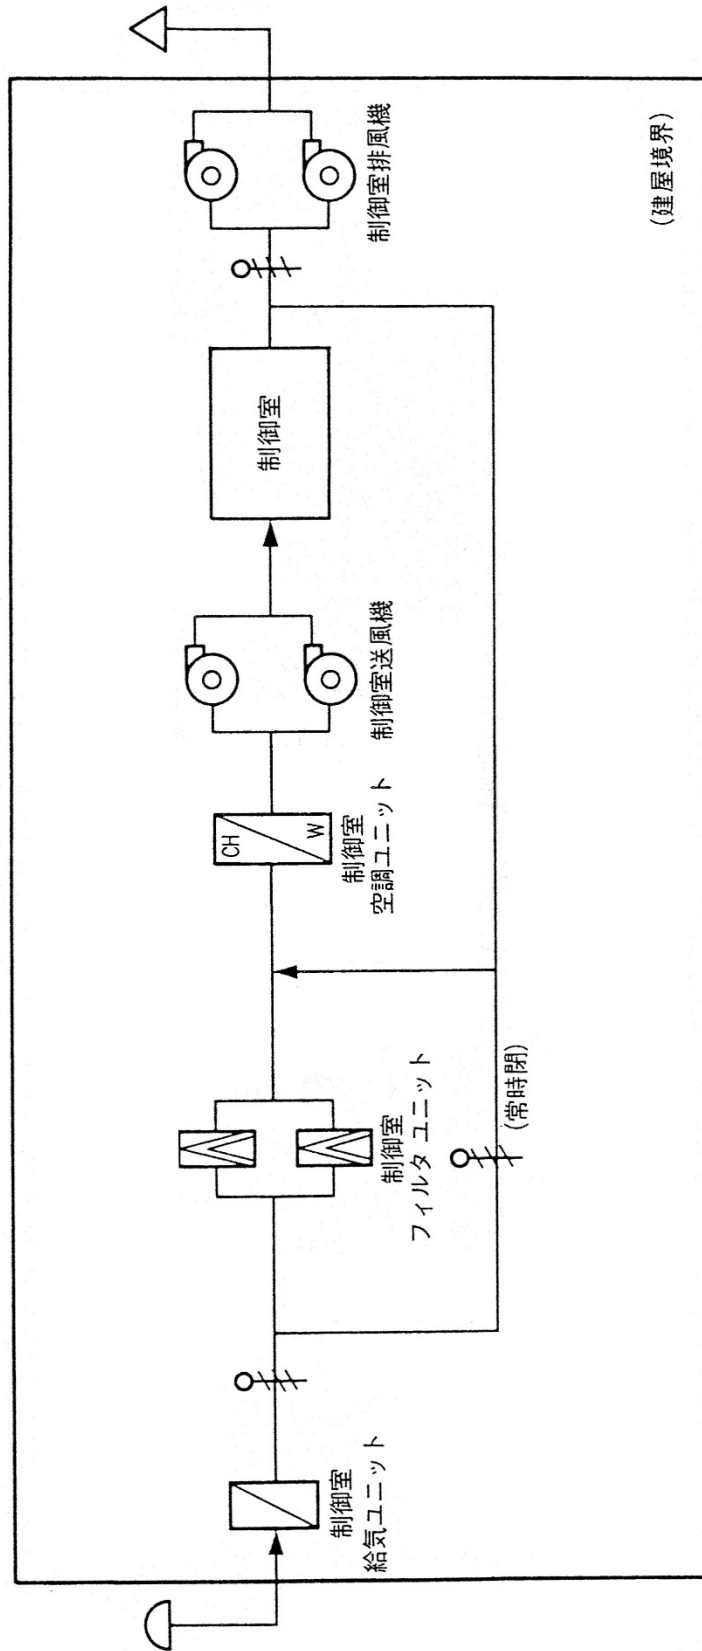 制御室
給気ユニット
制御室
フィルタ ユニット
(常時閉)
CH
W
制御室
空調ユニット
制御室送風機
制御室
制御室排風機
(建屋境界)